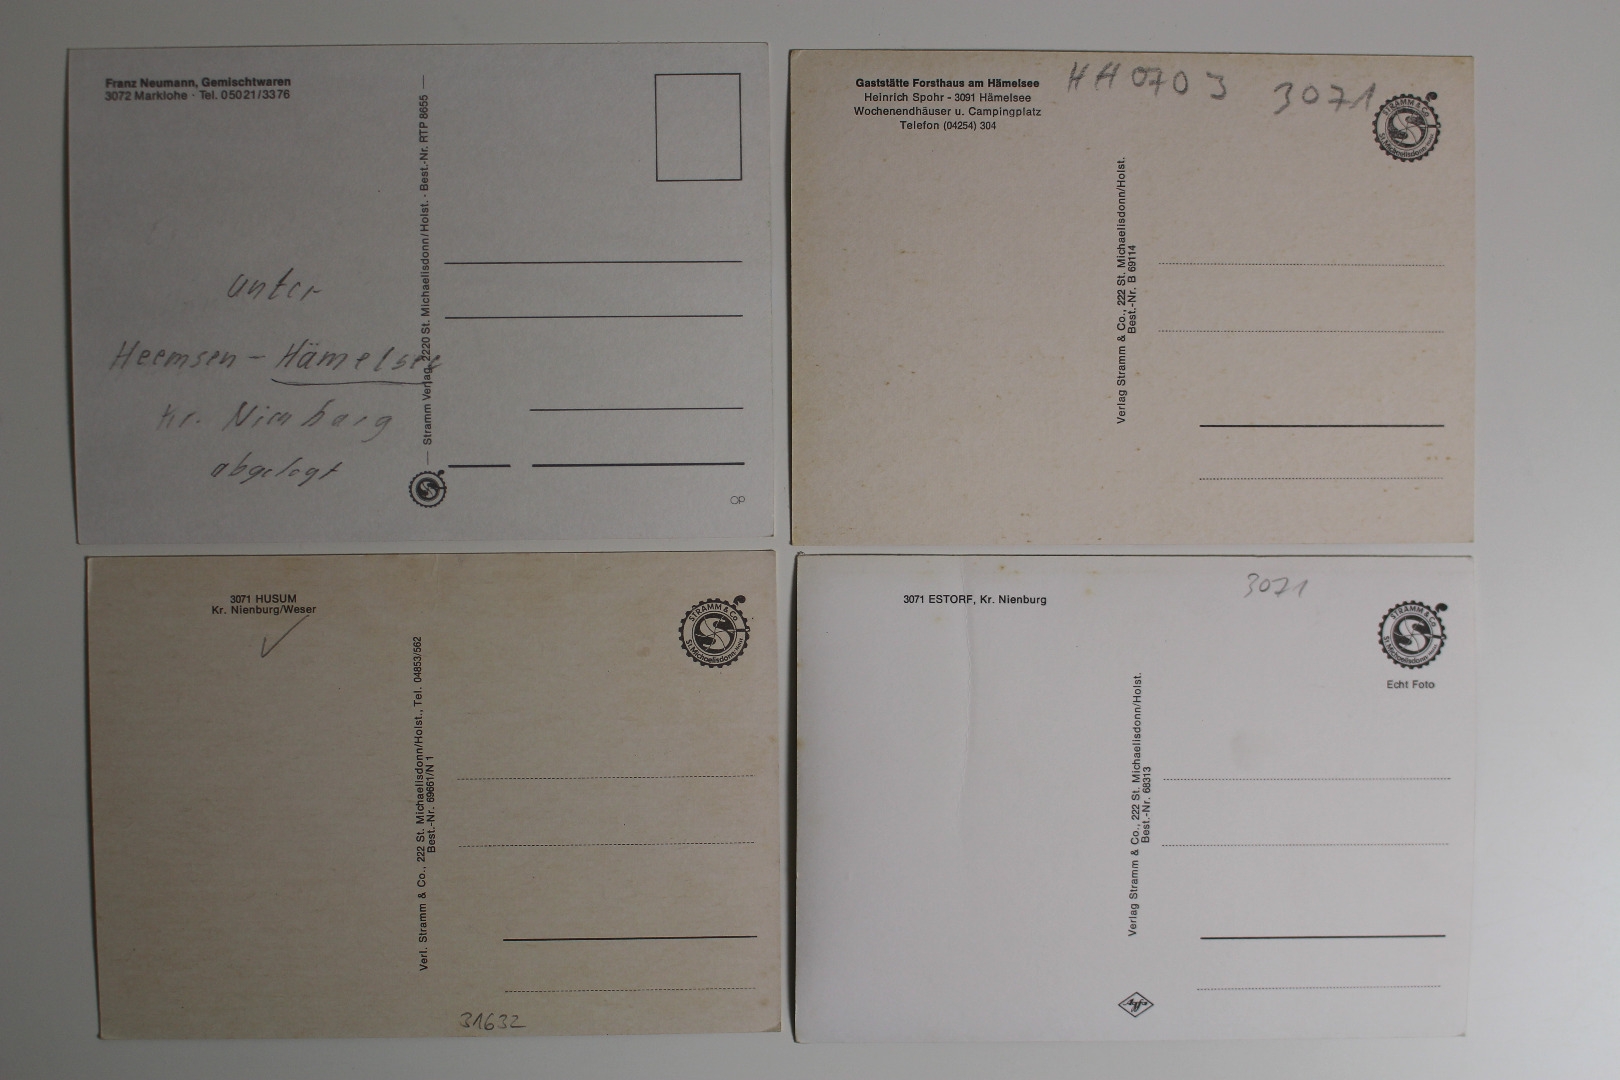 Franz Neumann, Gemischtwaren
3072 Marklohe · Tel. 05021/3376
Stramm Verlag, 2220 St. Michaelisdonn/Holst. · Best.-Nr. RTP 8655
unter
Heemsen - Hämelsee
Kr. Nienburg
abgelegt
OP
Gaststätte Forsthaus am Hämelsee
Heinrich Spohr - 3091 Hämelsee
Wochenendhäuser u. Campingplatz
Telefon (04254) 304
HA0703 3071
STRAMM & Co
St. Michaelisdonn
Verlag Stramm & Co., 222 St. Michaelisdonn/Holst.
Best.-Nr. B 69114
3071 HUSUM
Kr. Nienburg/Weser
STRAMM & Co
St. Michaelisdonn
Verl. Stramm & Co., 222 St. Michaelisdonn/Holst., Tel. 04853/562
Best.-Nr. 69661/N 1
31632
3071 ESTORF, Kr. Nienburg
3071
STRAMM & Co
St. Michaelisdonn
Echt Foto
Verlag Stramm & Co., 222 St. Michaelisdonn/Holst.
Best.-Nr. 68313
Agfa